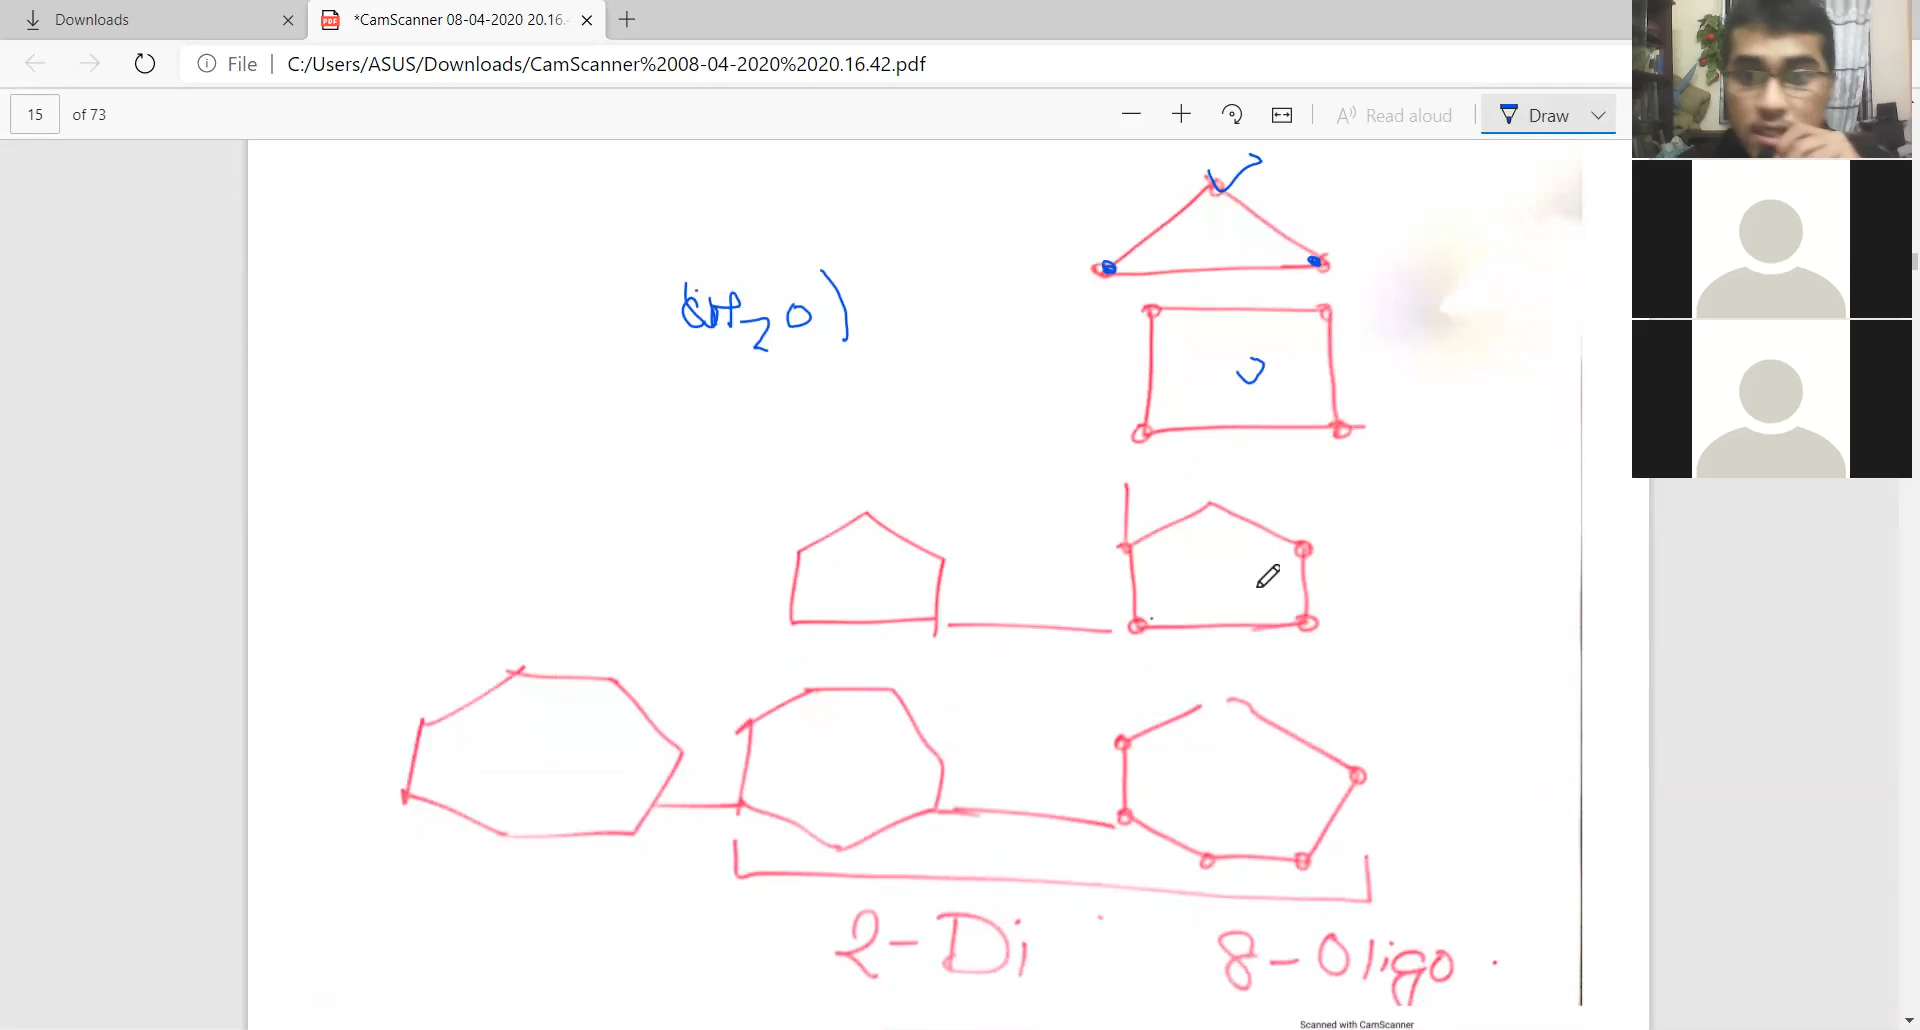 Downloads
*CamScanner 08-04-2020 20.16.
File
C:/Users/ASUS/Downloads/CamScanner%2008-04-2020%2020.16.42.pdf
15 of 73
Read aloud
Draw
2-Di
8-Oligo.
Scanned with CamScanner